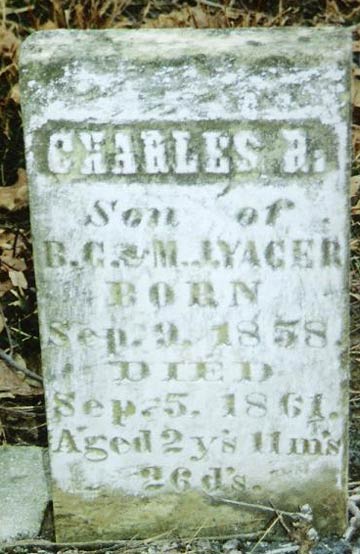 CHARLES R.
Son of
B.C. & M.J. YAGER
BORN
Sep. 9. 1858.
DIED
Sep. 5. 1861.
Aged 2 y's 11 m's
26 d's.